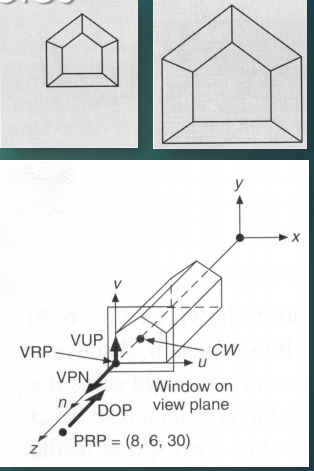 y
x
v
VUP
VRP
CW
u
VPN
Window on
view plane
n
DOP
z
PRP = (8, 6, 30)